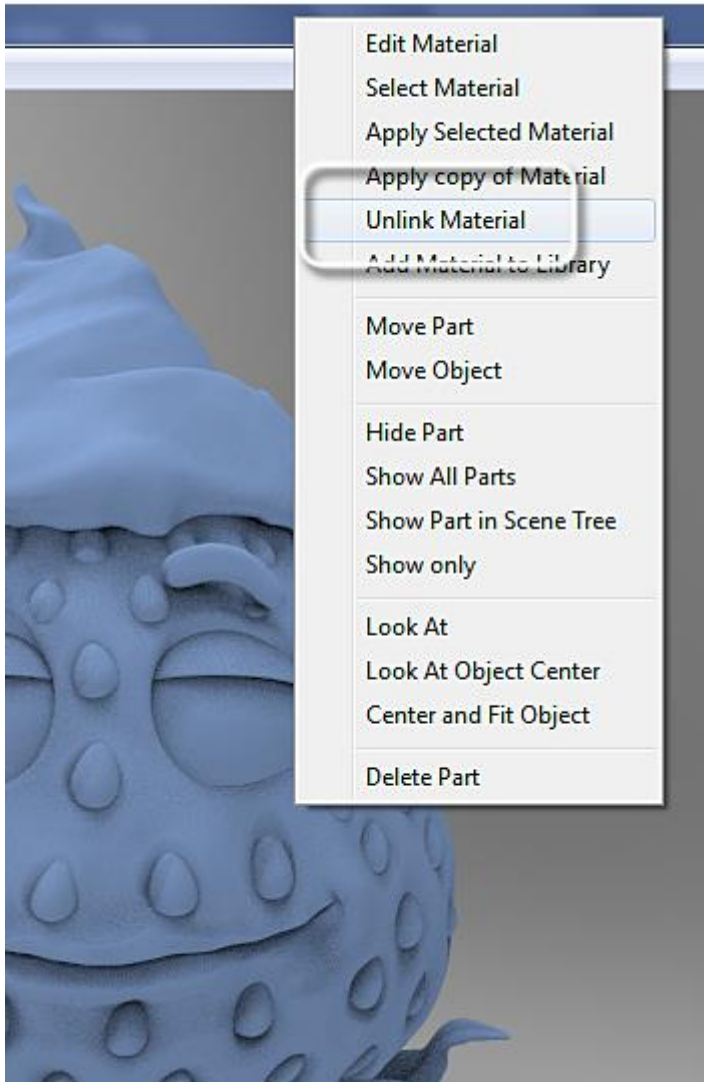 Edit Material
Select Material
Apply Selected Material
Apply copy of Material
Unlink Material
Add Material to Library
Move Part
Move Object
Hide Part
Show All Parts
Show Part in Scene Tree
Show only
Look At
Look At Object Center
Center and Fit Object
Delete Part